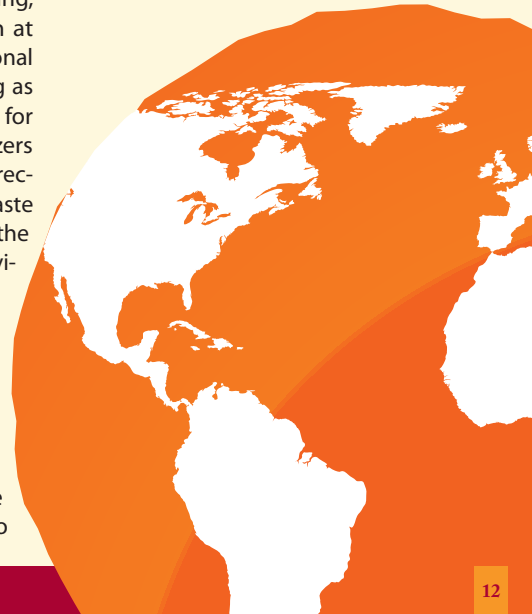 ng,
n at
onal
g as
for
zers
rec-
aste
the
vi-
e
o
12